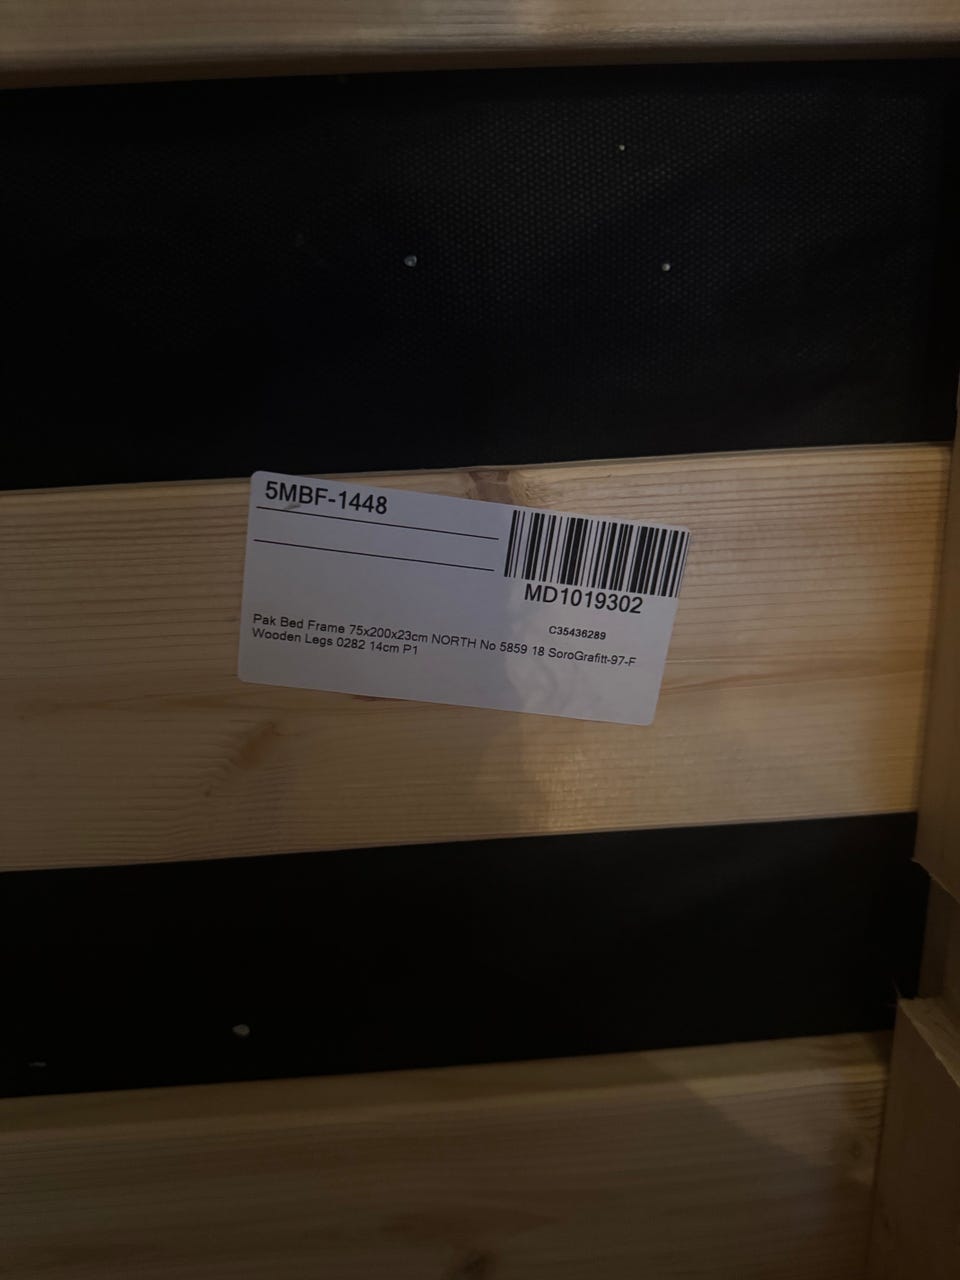 5MBF-1448
MD1019302
C35436289
Pak Bed Frame 75x200x23cm NORTH No 5859 18 SoroGrafitt-97-F
Wooden Legs 0282 14cm P1